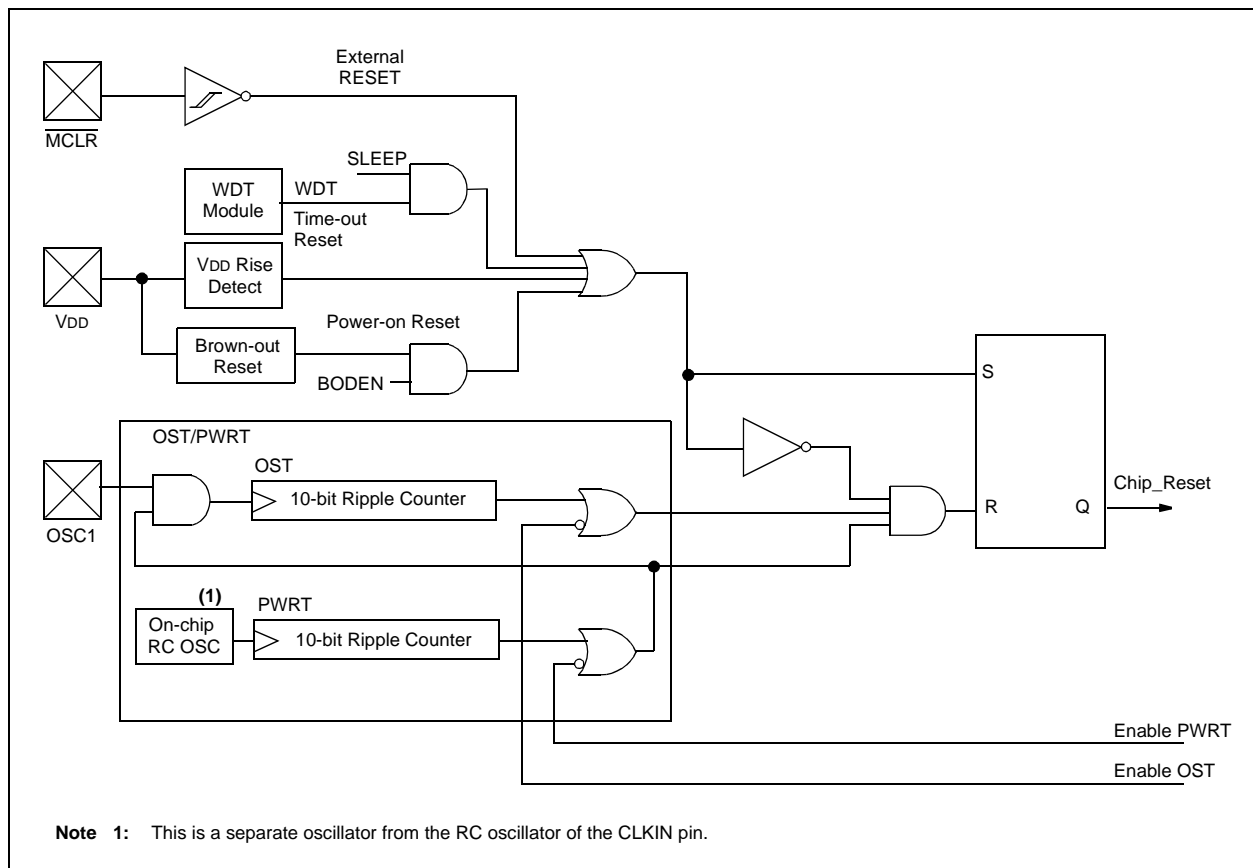 External
RESET
MCLR
SLEEP
WDT
Module
WDT
Time-out
Reset
VDD
VDD Rise
Detect
Power-on Reset
Brown-out
Reset
BODEN
S
R
Q
Chip_Reset
OST/PWRT
OSC1
OST
10-bit Ripple Counter
(1)
On-chip
RC OSC
PWRT
10-bit Ripple Counter
Enable PWRT
Enable OST
Note 1: This is a separate oscillator from the RC oscillator of the CLKIN pin.